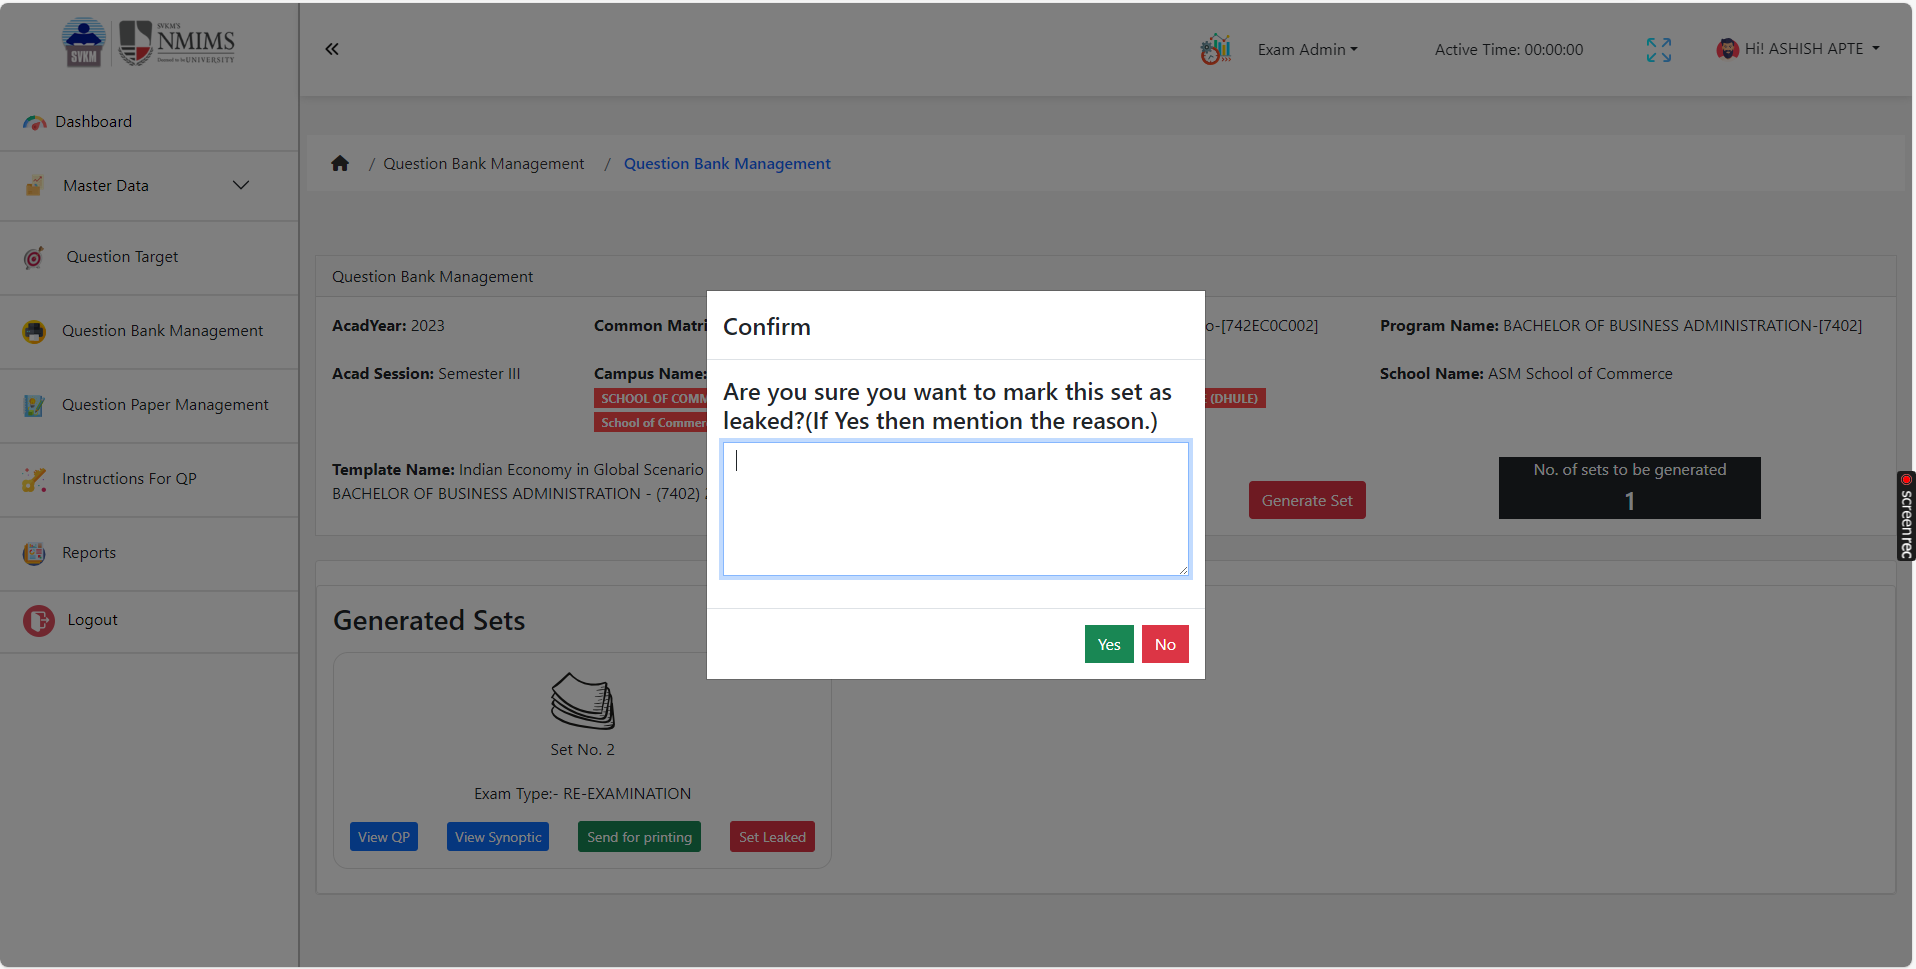 SVKM
SVKM'S
NMIMS
Deemed to be UNIVERSITY
Exam Admin
Active Time: 00:00:00
Hi! ASHISH APTE
Dashboard
Master Data
Question Target
Question Bank Management
Question Paper Management
Instructions For QP
Reports
Logout
/ Question Bank Management / Question Bank Management
Question Bank Management
AcadYear: 2023
Common Matri
o-[742EC0C002]
Program Name: BACHELOR OF BUSINESS ADMINISTRATION-[7402]
Acad Session: Semester III
Campus Name:
SCHOOL OF COMM
(DHULE)
School of Commer
School Name: ASM School of Commerce
Template Name: Indian Economy in Global Scenario
BACHELOR OF BUSINESS ADMINISTRATION - (7402)
Generate Set
No. of sets to be generated
1
Confirm
Are you sure you want to mark this set as
leaked?(If Yes then mention the reason.)
Yes
No
Generated Sets
Set No. 2
Exam Type:- RE-EXAMINATION
View QP
View Synoptic
Send for printing
Set Leaked
screenrec